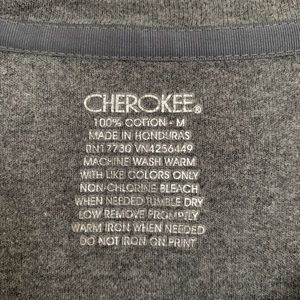 CHEROKEE®
100% COTTON - M
MADE IN HONDURAS
RN17730 VN4256449
MACHINE WASH WARM
WITH LIKE COLORS ONLY
NON-CHLORINE BLEACH
WHEN NEEDED TUMBLE DRY
LOW REMOVE PROMPTLY
WARM IRON WHEN NEEDED
DO NOT IRON ON PRINT